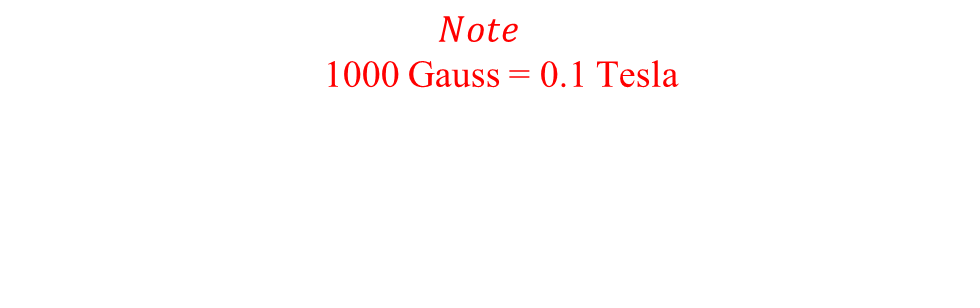 Note
1000 Gauss = 0.1 Tesla